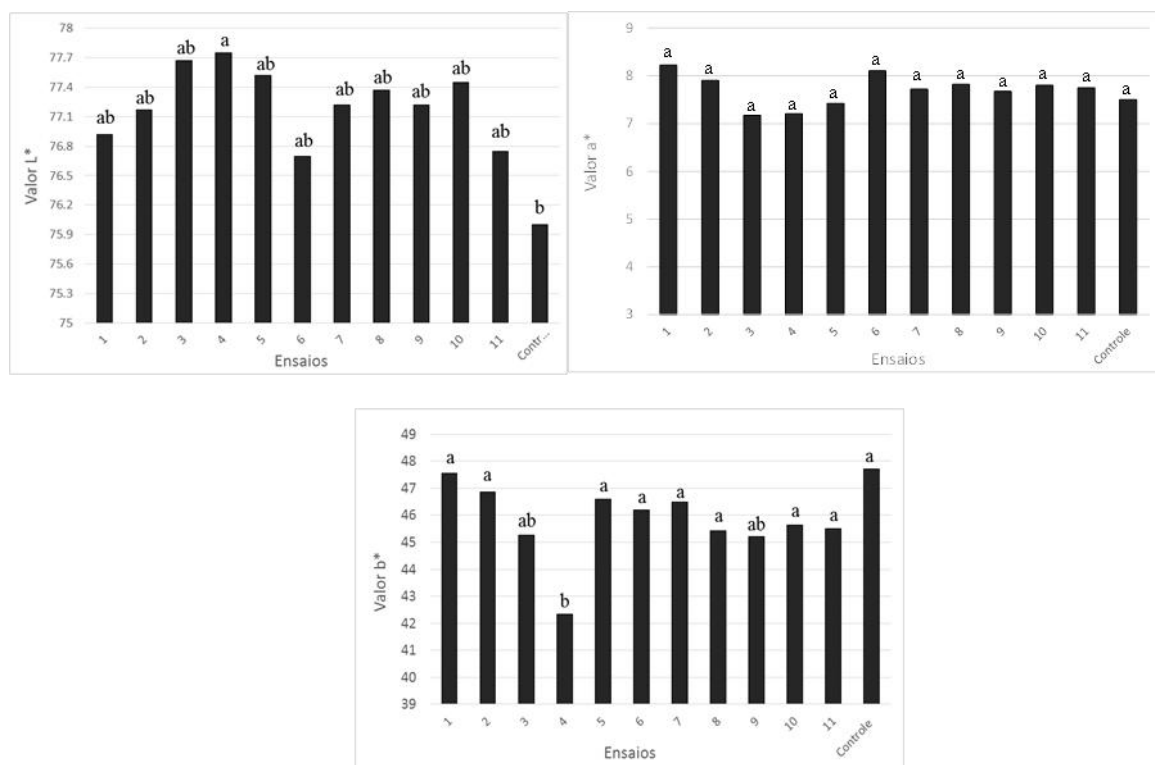 78
77.7
77.4
77.1
76.8
76.5
76.2
75.9
75.6
75.3
75
Valor L*
ab ab ab a ab ab ab ab ab ab ab b
1 2 3 4 5 6 7 8 9 10 11 Contr...
Ensaios
9
8
7
6
5
4
3
Valor a*
a a a a a a a a a a a a
1 2 3 4 5 6 7 8 9 10 11 Controle
Ensaios
49
48
47
46
45
44
43
42
41
40
39
Valor b*
a a ab b a a a a ab a a a
1 2 3 4 5 6 7 8 9 10 11 Controle
Ensaios